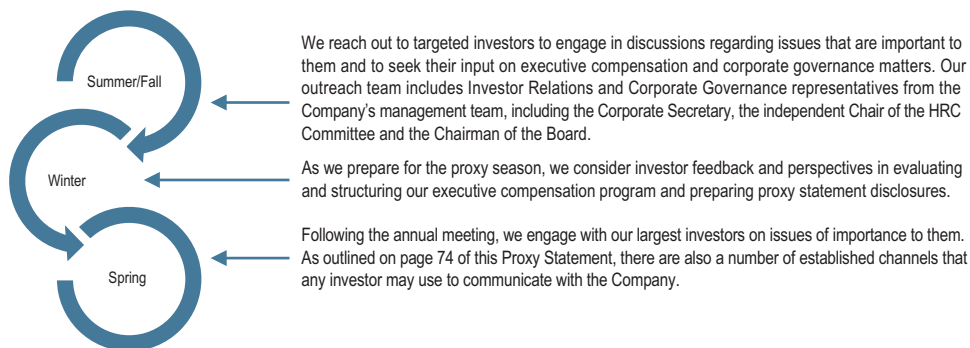 Summer/Fall
We reach out to targeted investors to engage in discussions regarding issues that are important to
them and to seek their input on executive compensation and corporate governance matters. Our
outreach team includes Investor Relations and Corporate Governance representatives from the
Company’s management team, including the Corporate Secretary, the independent Chair of the HRC
Committee and the Chairman of the Board.
Winter
As we prepare for the proxy season, we consider investor feedback and perspectives in evaluating
and structuring our executive compensation program and preparing proxy statement disclosures.
Spring
Following the annual meeting, we engage with our largest investors on issues of importance to them.
As outlined on page 74 of this Proxy Statement, there are also a number of established channels that
any investor may use to communicate with the Company.